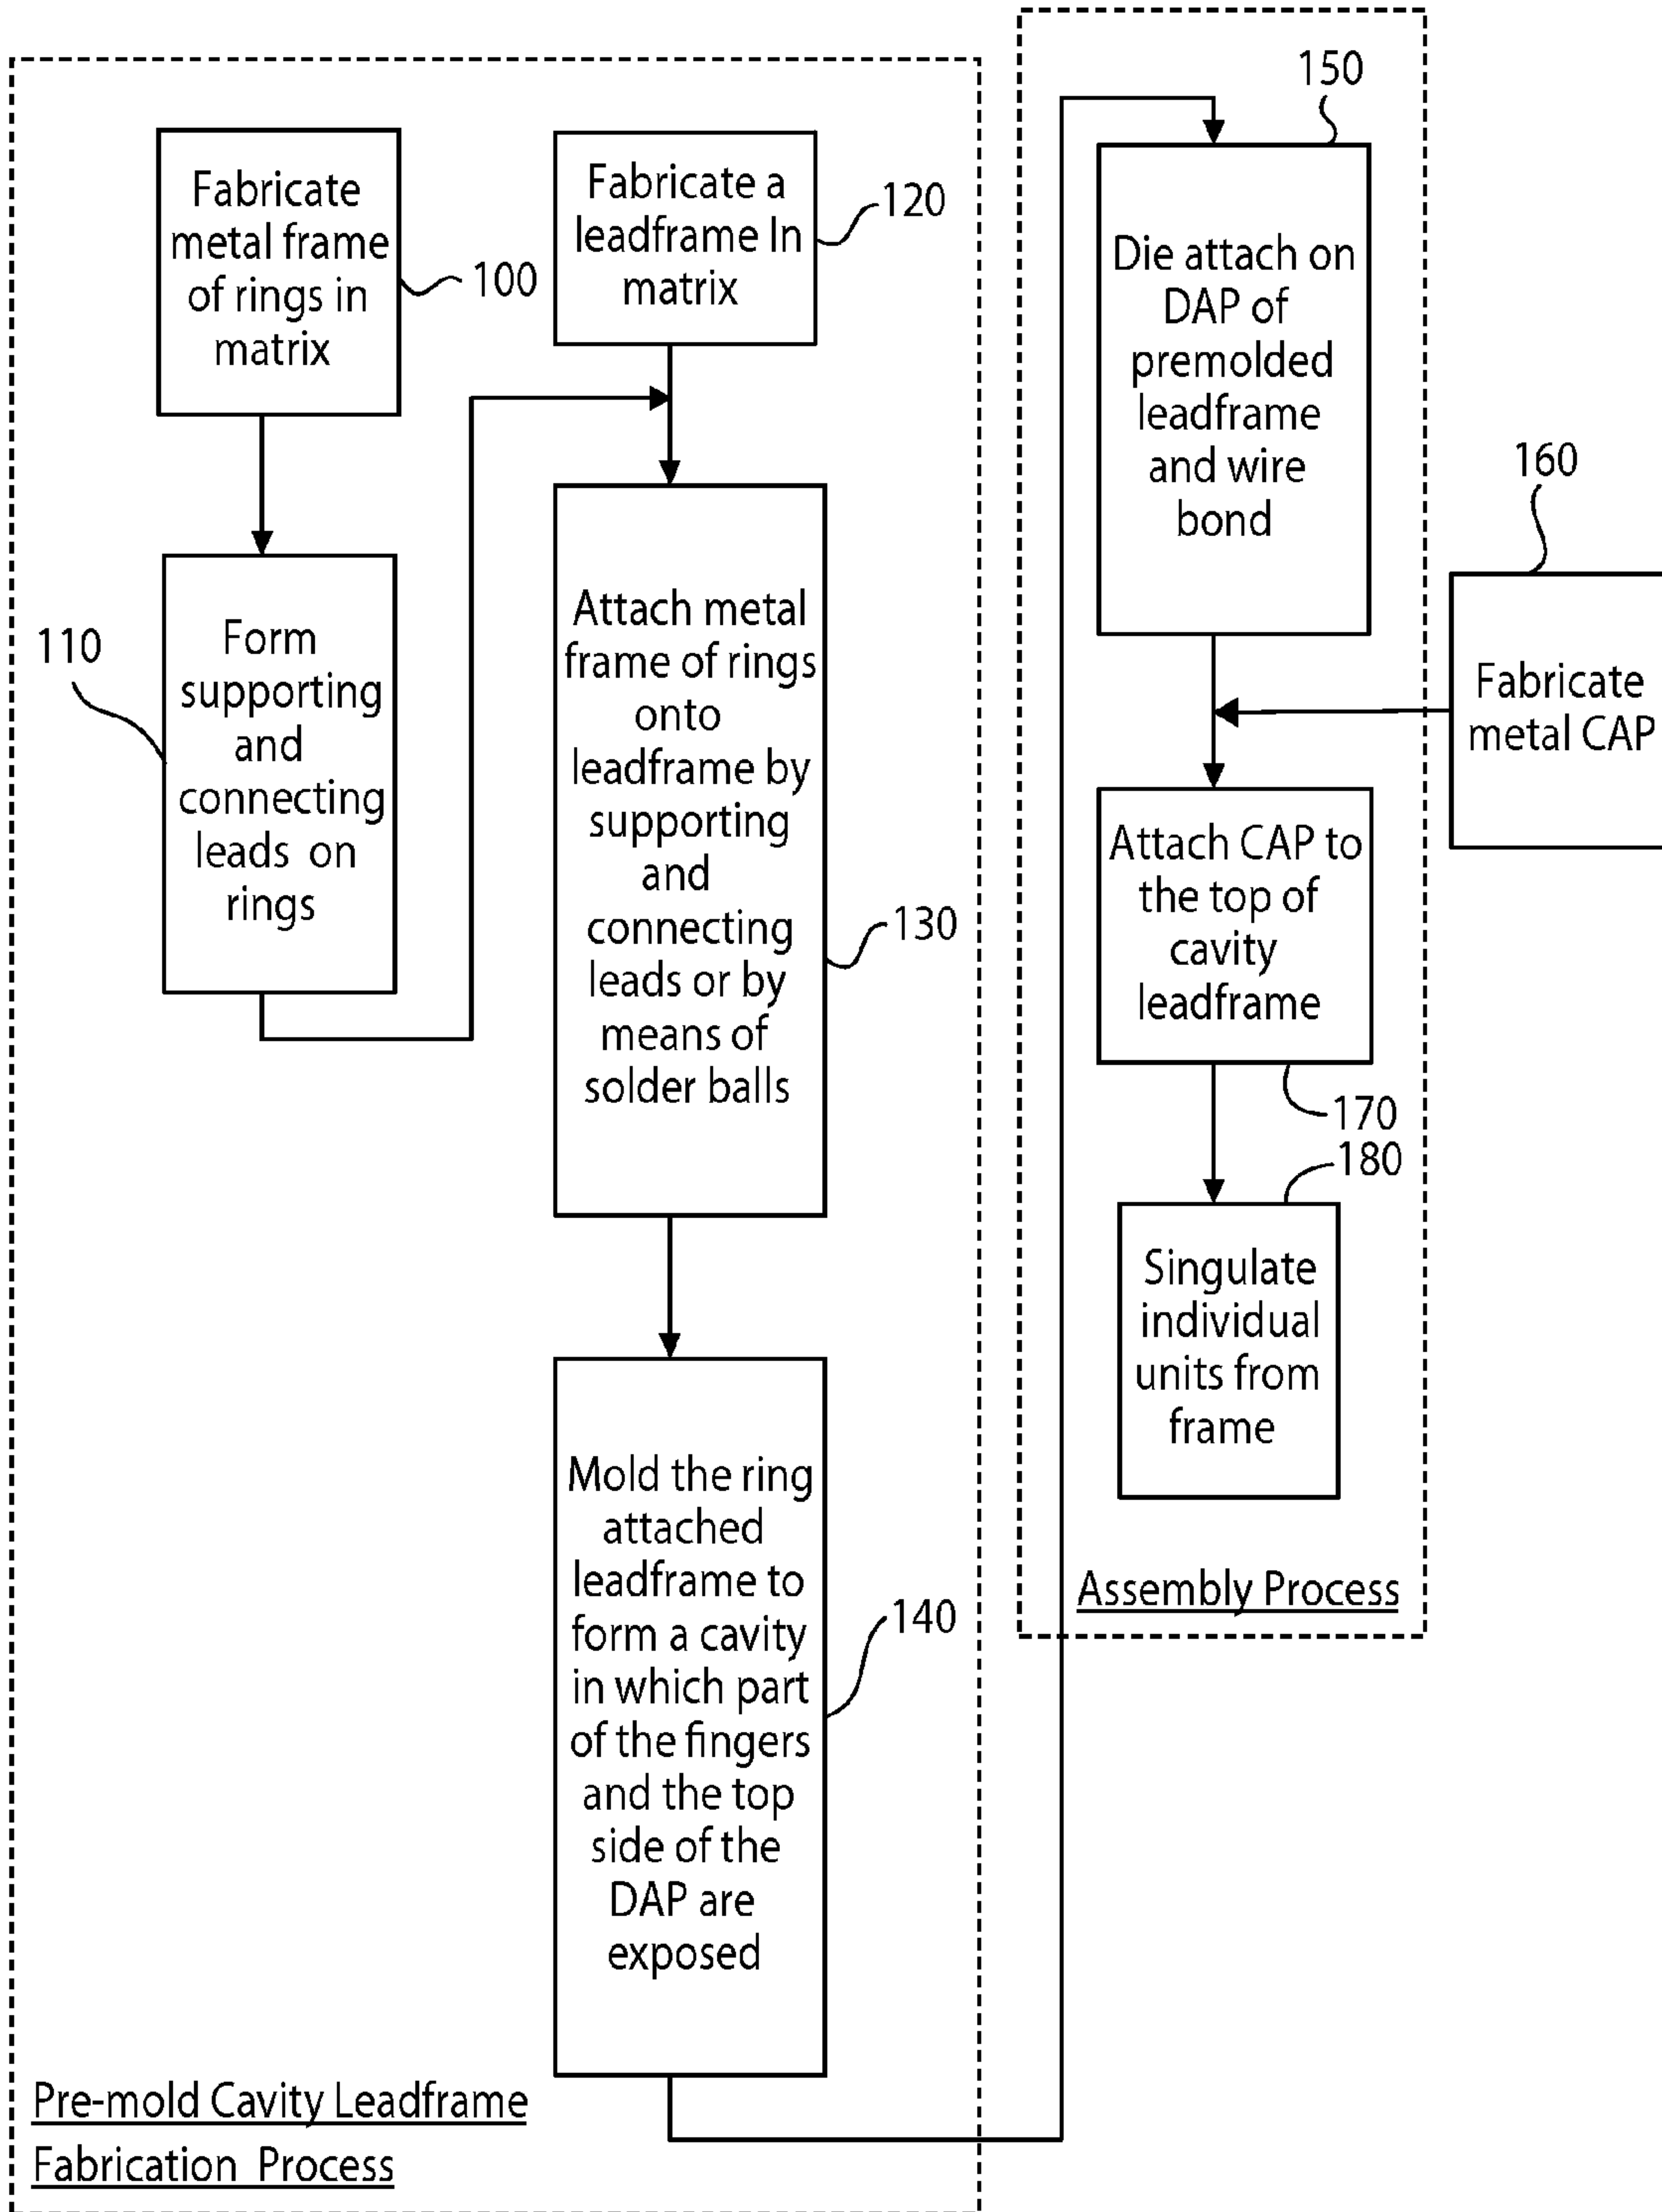 Fabricate
metal frame
of rings in
matrix
100
Fabricate a
leadframe In
matrix
120
110
Form
supporting
and
connecting
leads on
rings
Attach metal
frame of rings
onto
leadframe by
supporting
and
connecting
leads or by
means of
solder balls
130
Mold the ring
attached
leadframe to
form a cavity
in which part
of the fingers
and the top
side of the
DAP are
exposed
140
Pre-mold Cavity Leadframe
Fabrication Process
150
Die attach on
DAP of
premolded
leadframe
and wire
bond
160
Fabricate
metal CAP
Attach CAP to
the top of
cavity
leadframe
170
180
Singulate
individual
units from
frame
Assembly Process